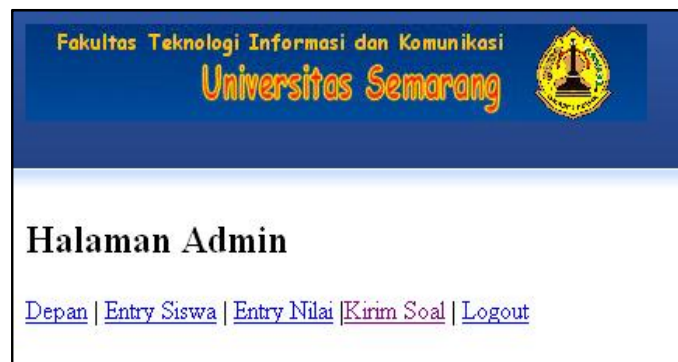 Fakultas Teknologi Informasi dan Komunikasi
Universitas Semarang
Halaman Admin
Depan | Entry Siswa | Entry Nilai |Kirim Soal | Logout